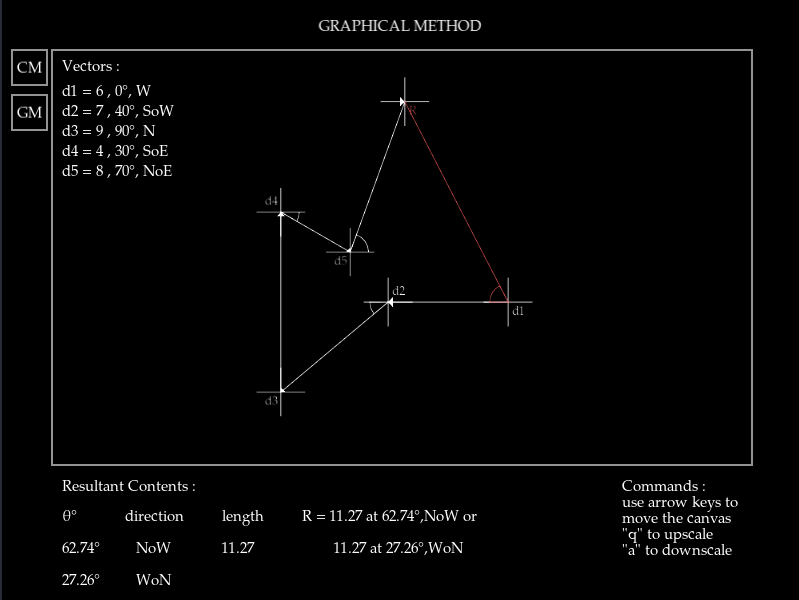 GRAPHICAL METHOD
CM
GM
Vectors :
d1 = 6 , 0°, W
d2 = 7 , 40°, SoW
d3 = 9 , 90°, N
d4 = 4 , 30°, SoE
d5 = 8 , 70°, NoE
R
d4
d5
d2
d1
d3
Resultant Contents :
θ° direction length R = 11.27 at 62.74°,NoW or
62.74° NoW 11.27 11.27 at 27.26°,WoN
27.26° WoN
Commands :
use arrow keys to
move the canvas
"q" to upscale
"a" to downscale